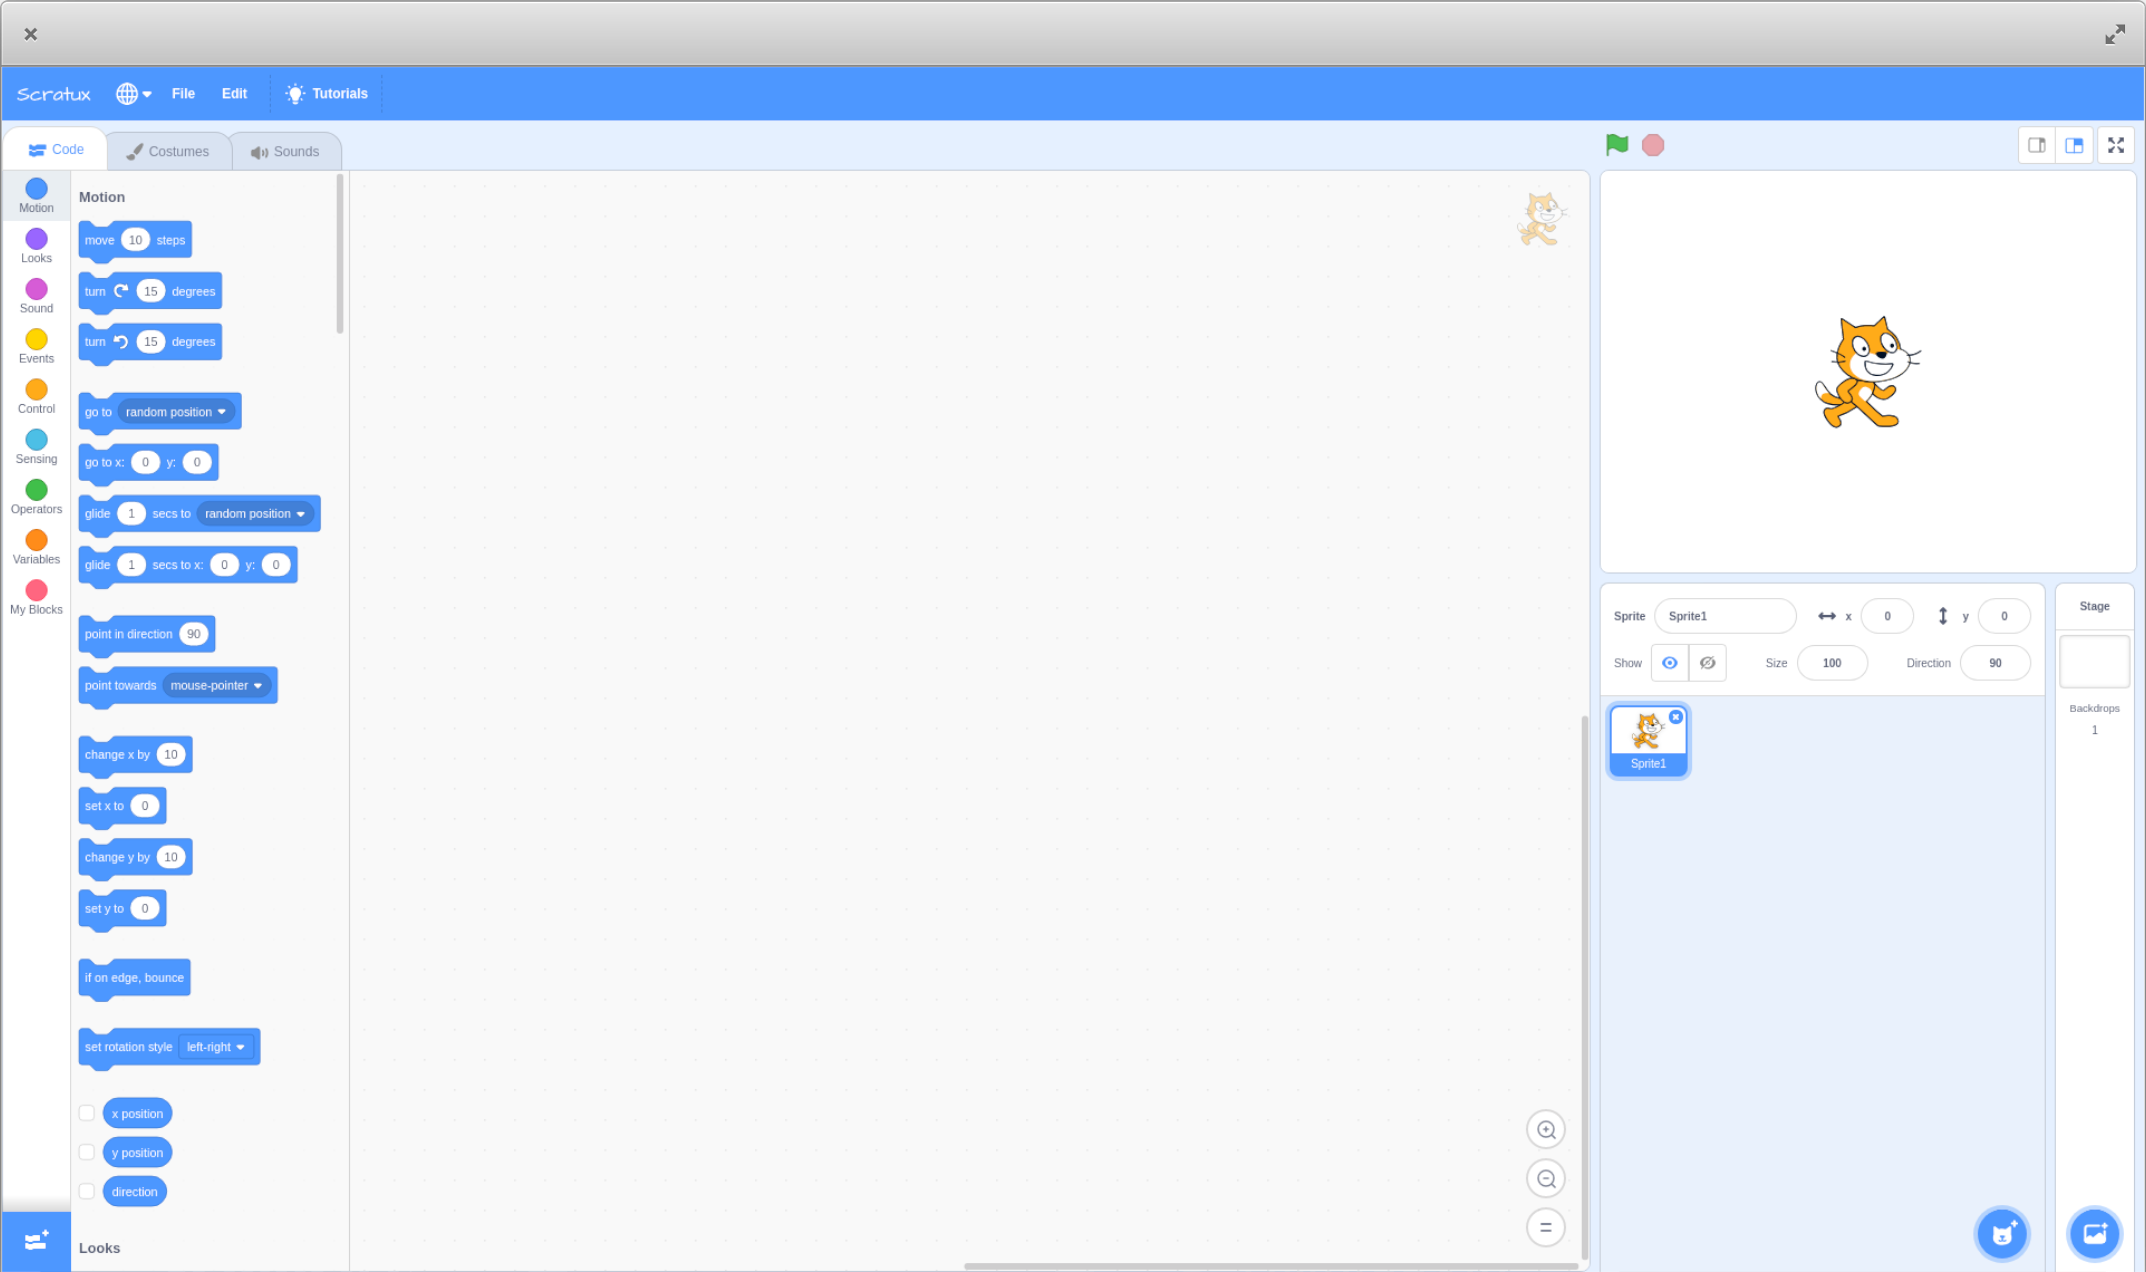 Scratux
File
Edit
Tutorials
Code
Costumes
Sounds
Motion
Looks
Sound
Events
Control
Sensing
Operators
Variables
My Blocks
Motion
move 10 steps
turn 15 degrees
turn 15 degrees
go to random position
go to x: 0 y: 0
glide 1 secs to random position
glide 1 secs to x: 0 y: 0
point in direction 90
point towards mouse-pointer
change x by 10
set x to 0
change y by 10
set y to 0
if on edge, bounce
set rotation style left-right
x position
y position
direction
Looks
Sprite Sprite1 x 0 y 0
Show Size 100 Direction 90
Sprite1
Stage
Backdrops
1